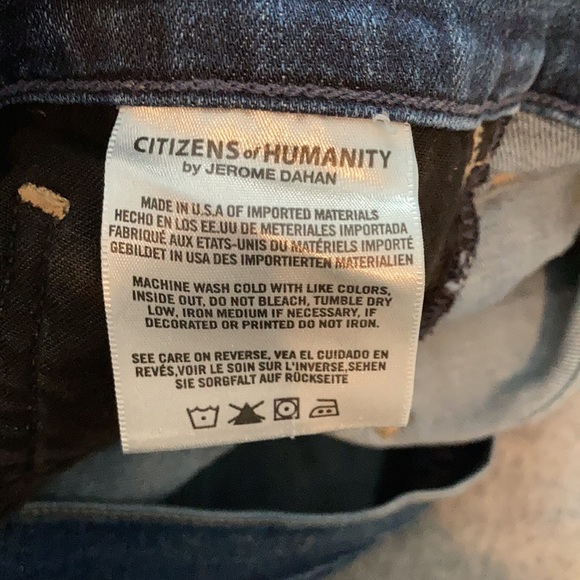 CITIZENS of HUMANITY
by JEROME DAHAN
MADE IN U.S.A OF IMPORTED MATERIALS
HECHO EN LOS EE.UU DE METERIALES IMPORTADA
FABRIQUÉ AUX ETATS-UNIS DU MATÉRIELS IMPORTÉ
GEBILDET IN USA DES IMPORTIERTEN MATERIALIEN
MACHINE WASH COLD WITH LIKE COLORS,
INSIDE OUT, DO NOT BLEACH, TUMBLE DRY
LOW, IRON MEDIUM IF NECESSARY, IF
DECORATED OR PRINTED DO NOT IRON.
SEE CARE ON REVERSE, VEA EL CUIDADO EN
REVÉS,VOIR LE SOIN SUR L'INVERSE,SEHEN
SIE SORGFALT AUF RÜCKSEITE